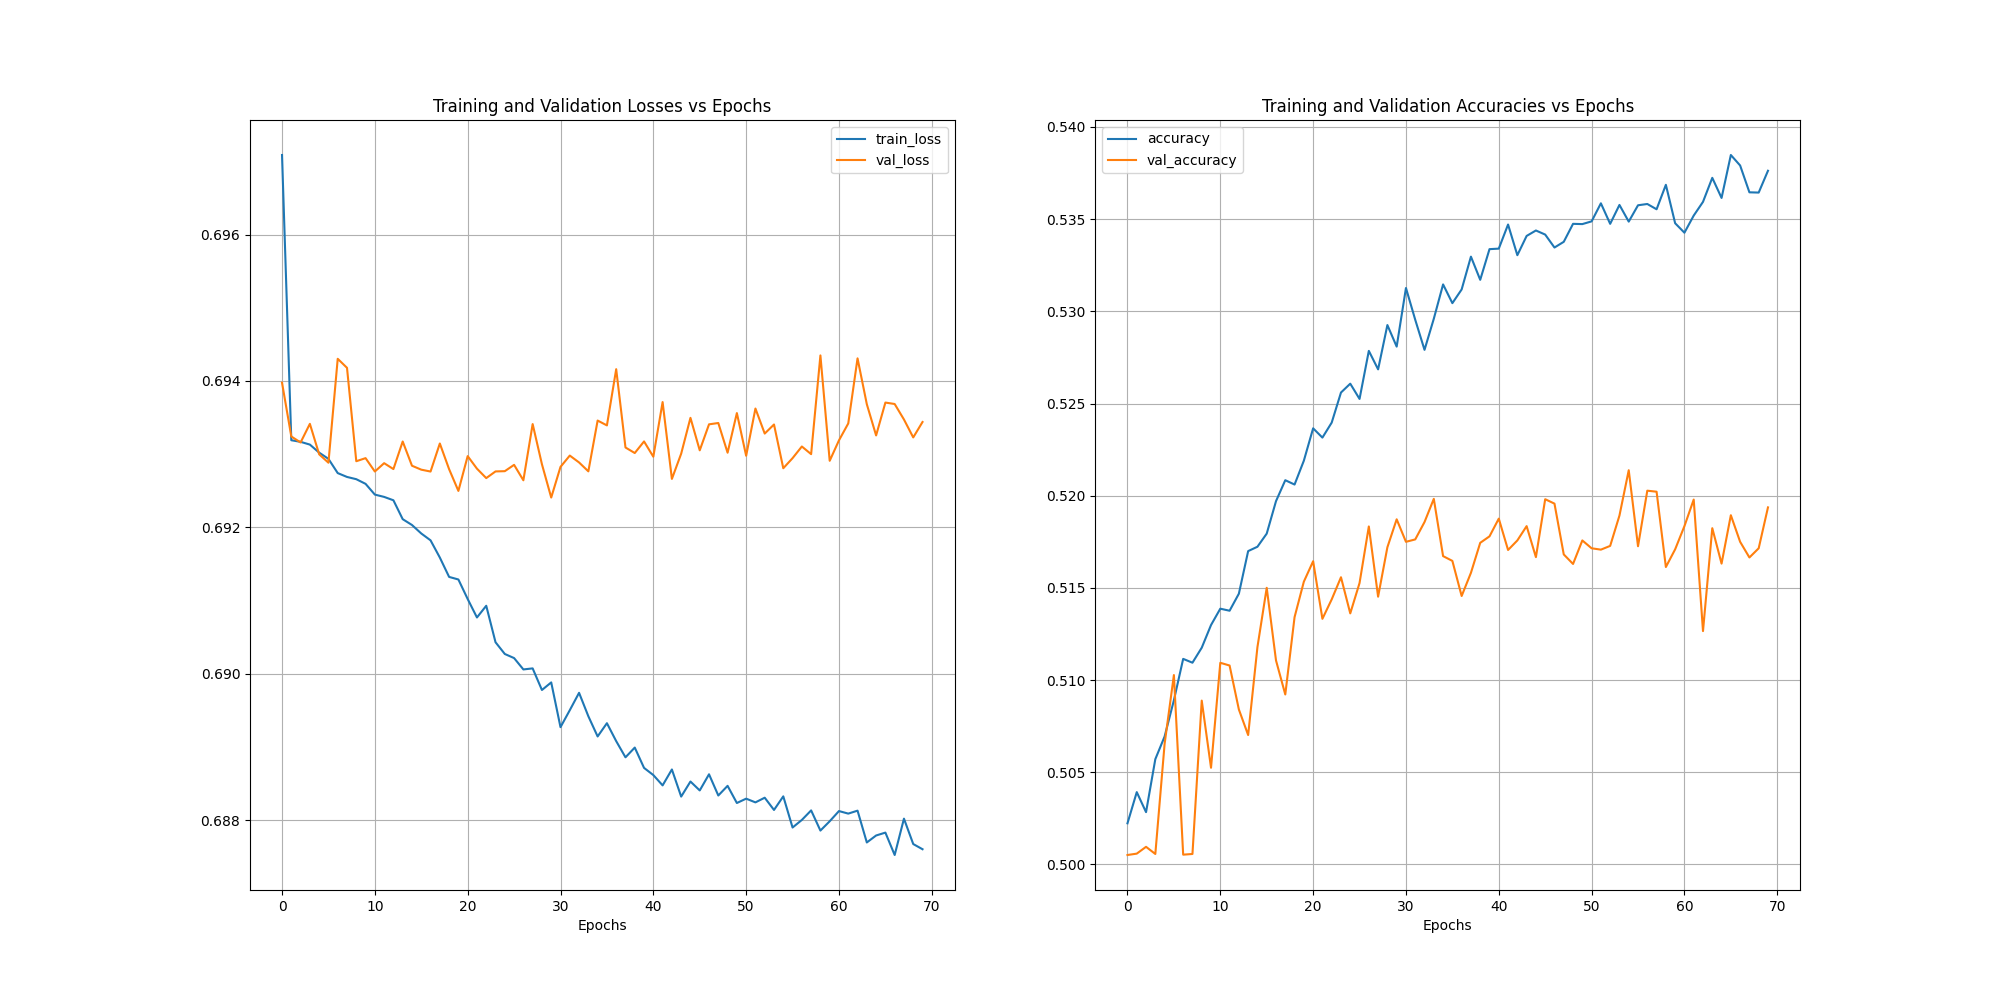 Training and Validation Losses vs Epochs
train_loss
val_loss
0.696
0.694
0.692
0.690
0.688
0 10 20 30 40 50 60 70
Epochs
Training and Validation Accuracies vs Epochs
accuracy
val_accuracy
0.540
0.535
0.530
0.525
0.520
0.515
0.510
0.505
0.500
0 10 20 30 40 50 60 70
Epochs